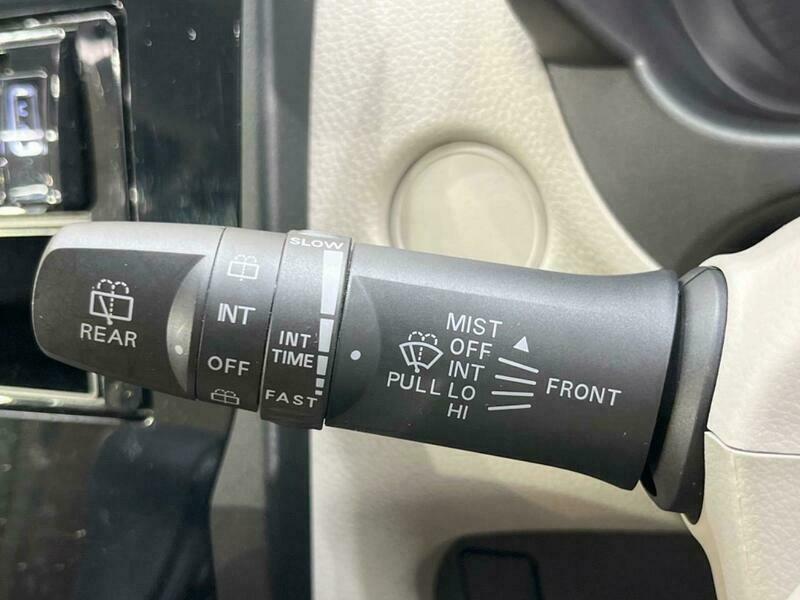 REAR
INT
OFF
SLOW
INT
TIME
FAST
PULL
MIST
OFF
INT
LO
HI
FRONT